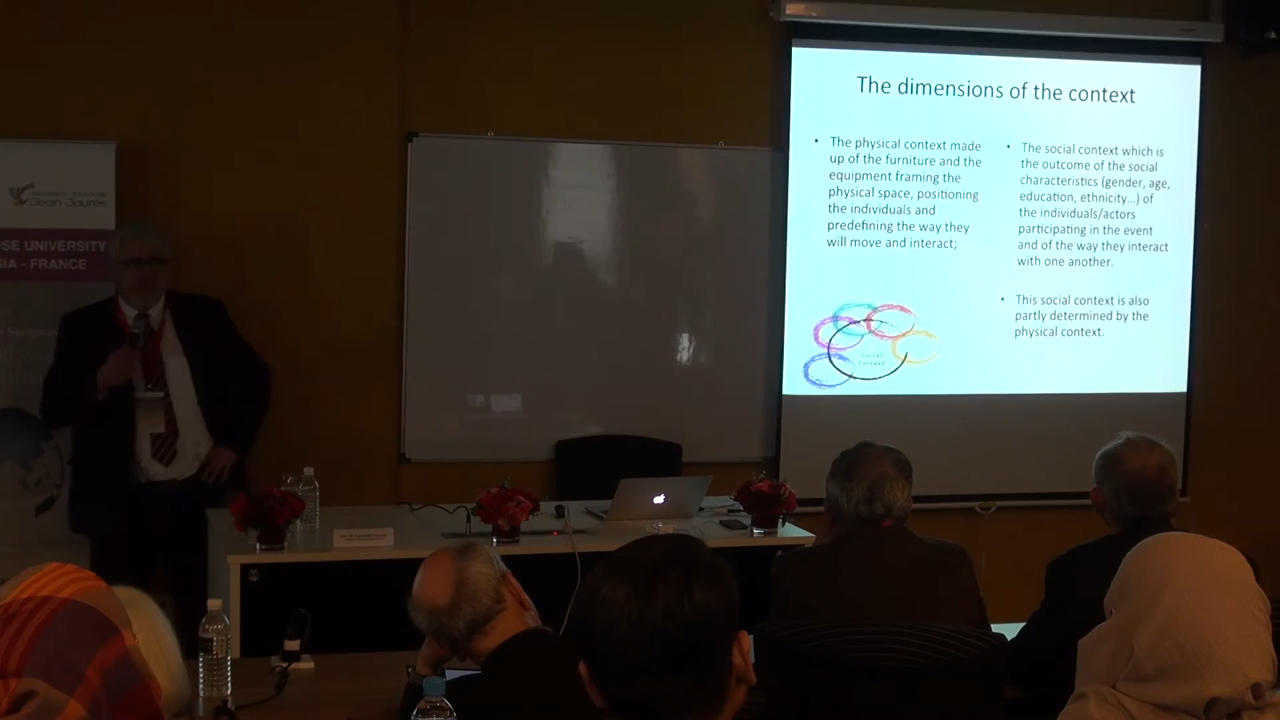 Jean Jaurès
SE UNIVERSITY
SIA - FRANCE
The dimensions of the context
• The physical context made
up of the furniture and the
equipment framing the
physical space, positioning
the individuals and
predefining the way they
will move and interact;
• The social context which is
the outcome of the social
characteristics (gender, age,
education, ethnicity...) of
the individuals/actors
participating in the event
and of the way they interact
with one another.
• This social context is also
partly determined by the
physical context.
Social
Context